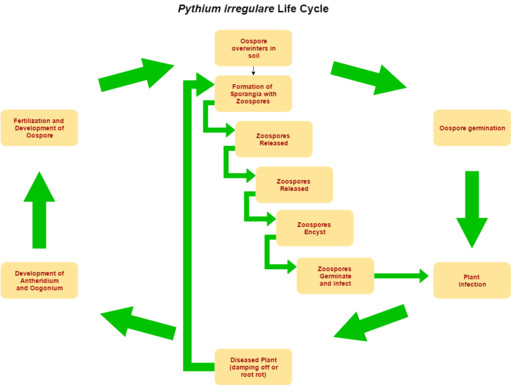 Pythium Irregulare Life Cycle
Oospore
overwinters in
soil
Formation of
Sporangia with
Zoospores
Fertilization and
Development of
Oospore
Zoospores
Released
Oospore germination
Zoospores
Released
Zoospores
Encyst
Zoospores
Germinate
and Infect
Development of
Antheridium
and Oogonium
Plant
Infection
Diseased Plant
(damping off or
root rot)